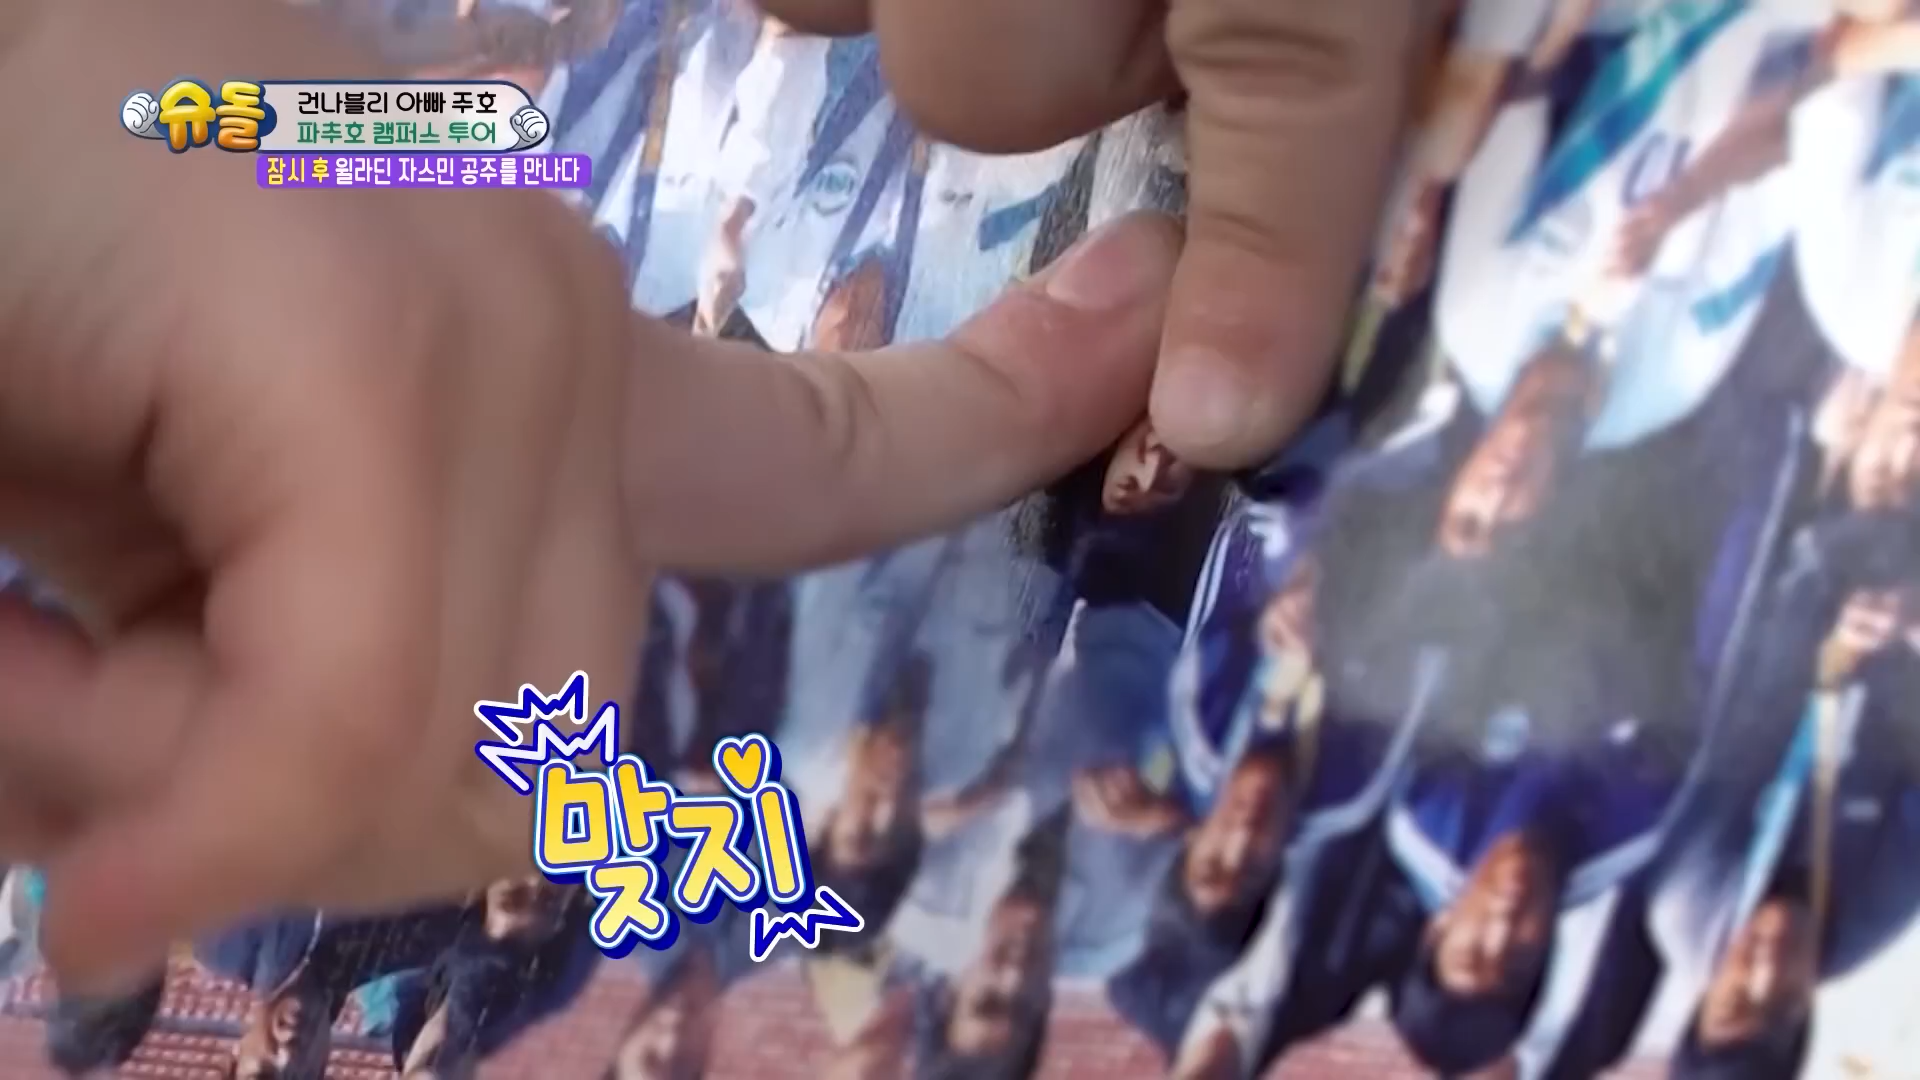 슈돌
건나블리 아빠 주호
파추호 캠퍼스 투어
잠시 후 윌라딘 자스민 공주를 만나다
맞지